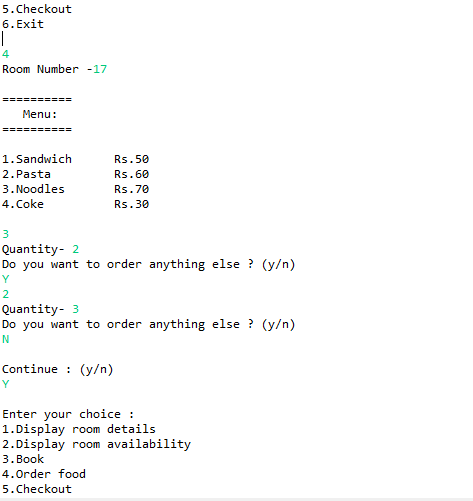 5.Checkout
6.Exit
4
Room Number -17
==========
Menu:
==========
1.Sandwich Rs.50
2.Pasta Rs.60
3.Noodles Rs.70
4.Coke Rs.30
3
Quantity- 2
Do you want to order anything else ? (y/n)
Y
2
Quantity- 3
Do you want to order anything else ? (y/n)
N
Continue : (y/n)
Y
Enter your choice :
1.Display room details
2.Display room availability
3.Book
4.Order food
5.Checkout